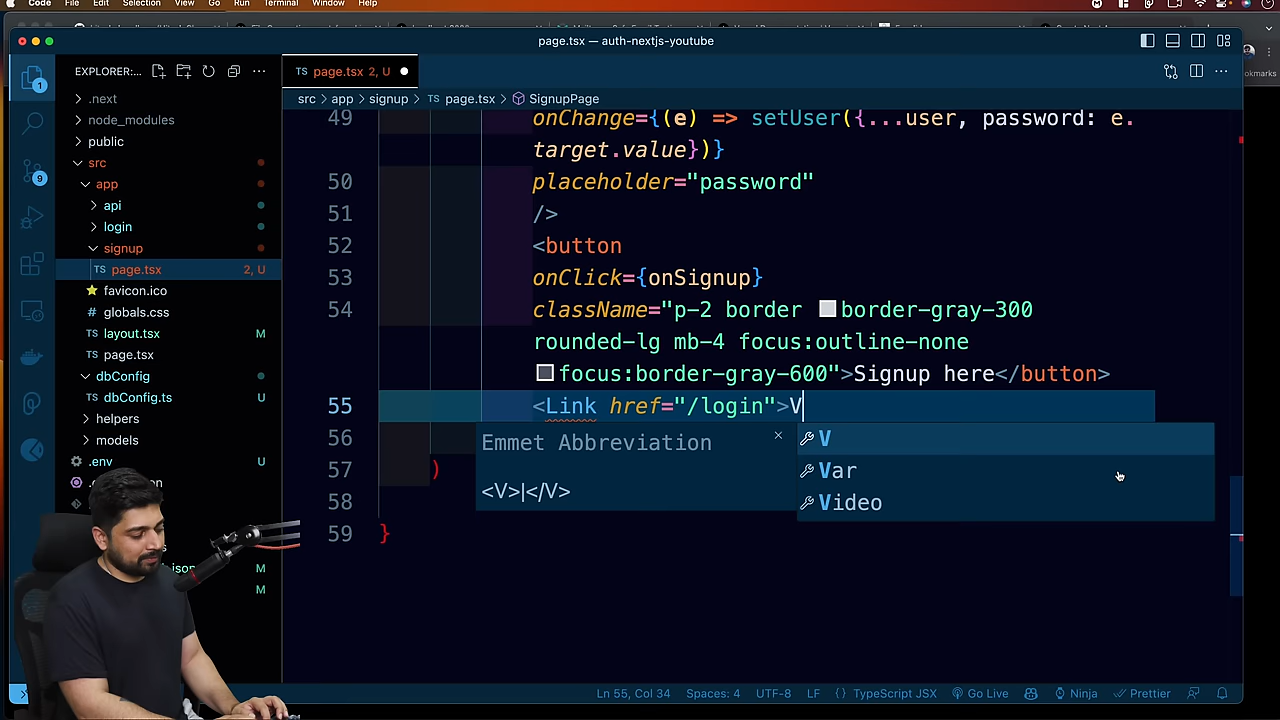 Code File Edit Selection View Go Run Terminal Window Help
page.tsx — auth-nextjs-youtube
EXPLORER:...
page.tsx 2, U
okmarks
src > app > signup > TS page.tsx > SignupPage
.next
node_modules
public
src
app
api
login
signup
TS page.tsx 2, U
favicon.ico
# globals.css
TS layout.tsx M
TS page.tsx
dbConfig
TS dbConfig.ts U
helpers
models
.env U
M
M
1
9
49 onChange={(e) => setUser({...user, password: e.
target.value})}
50 placeholder="password"
51 />
52 <button
53 onClick={onSignup}
54 className="p-2 border border-gray-300
rounded-lg mb-4 focus:outline-none
focus:border-gray-600">Signup here</button>
55 <Link href="/login">V
56
57 )
58
59 }
Emmet Abbreviation
<V>|</V>
V
Var
Video
Ln 55, Col 34 Spaces: 4 UTF-8 LF {} TypeScript JSX Go Live Ninja Prettier